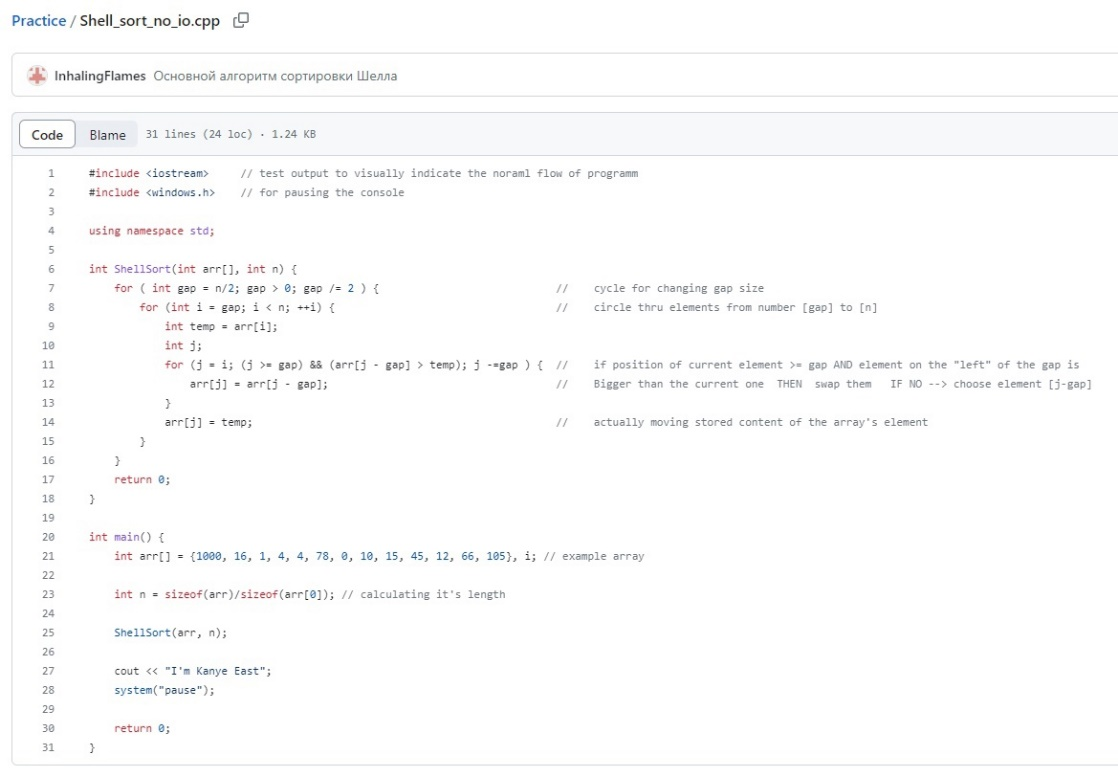 Practice / Shell_sort_no_io.cpp
InhalingFlames Основной алгоритм сортировки Шелла
Code Blame 31 lines (24 loc) · 1.24 KB
1 #include <iostream> // test output to visually indicate the noraml flow of programm
2 #include <windows.h> // for pausing the console
3
4 using namespace std;
5
6 int ShellSort(int arr[], int n) {
7 for ( int gap = n/2; gap > 0; gap /= 2 ) { // cycle for changing gap size
8 for (int i = gap; i < n; ++i) { // circle thru elements from number [gap] to [n]
9 int temp = arr[i];
10 int j;
11 for (j = i; (j >= gap) && (arr[j - gap] > temp); j -=gap ) { // if position of current element >= gap AND element on the "left" of the gap is
12 arr[j] = arr[j - gap]; // Bigger than the current one THEN swap them IF NO --> choose element [j-gap]
13 }
14 arr[j] = temp; // actually moving stored content of the array's element
15 }
16 }
17 return 0;
18 }
19
20 int main() {
21 int arr[] = {1000, 16, 1, 4, 4, 78, 0, 10, 15, 45, 12, 66, 105}, i; // example array
22
23 int n = sizeof(arr)/sizeof(arr[0]); // calculating it's length
24
25 ShellSort(arr, n);
26
27 cout << "I'm Kanye East";
28 system("pause");
29
30 return 0;
31 }